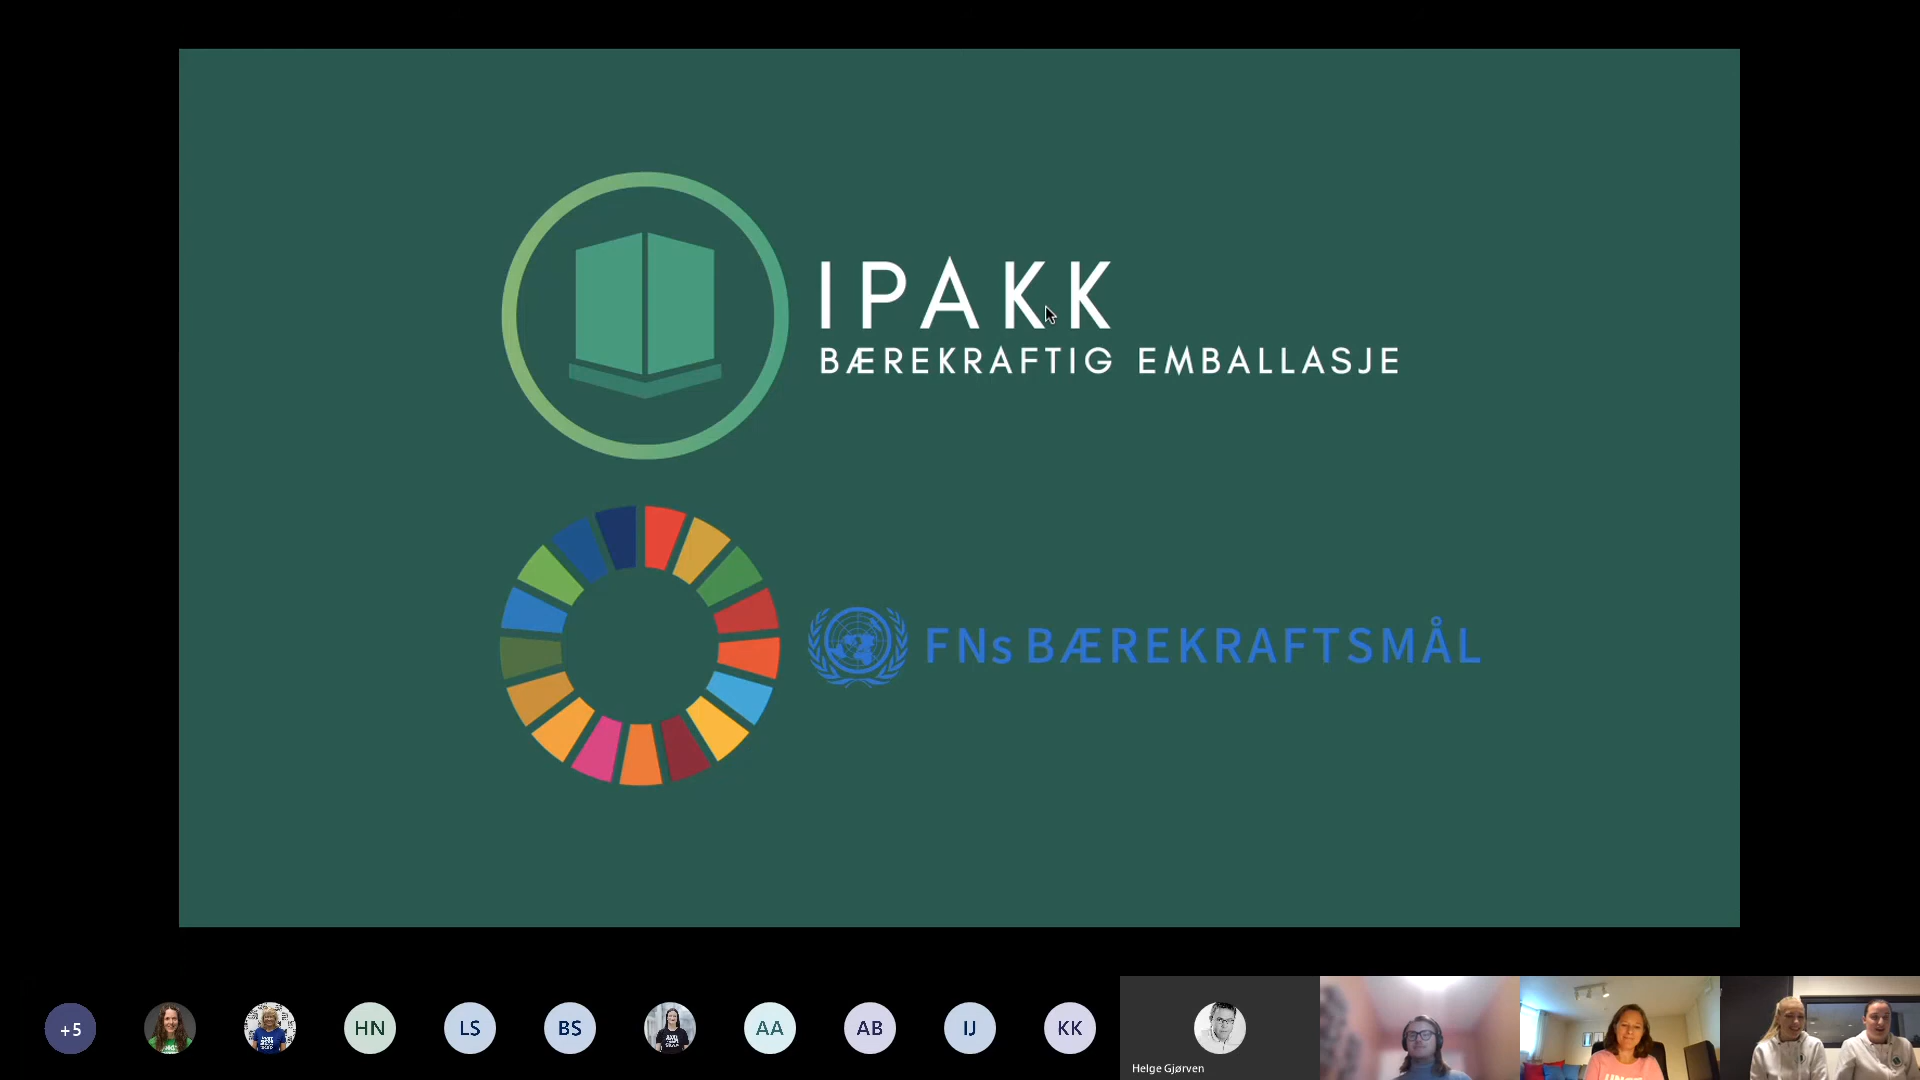 IPAKK
BÆREKRAFTIG EMBALLASJE
FNs BÆREKRAFTSMÅL
+5
HN
LS
BS
AA
AB
IJ
KK
Helge Gjørven